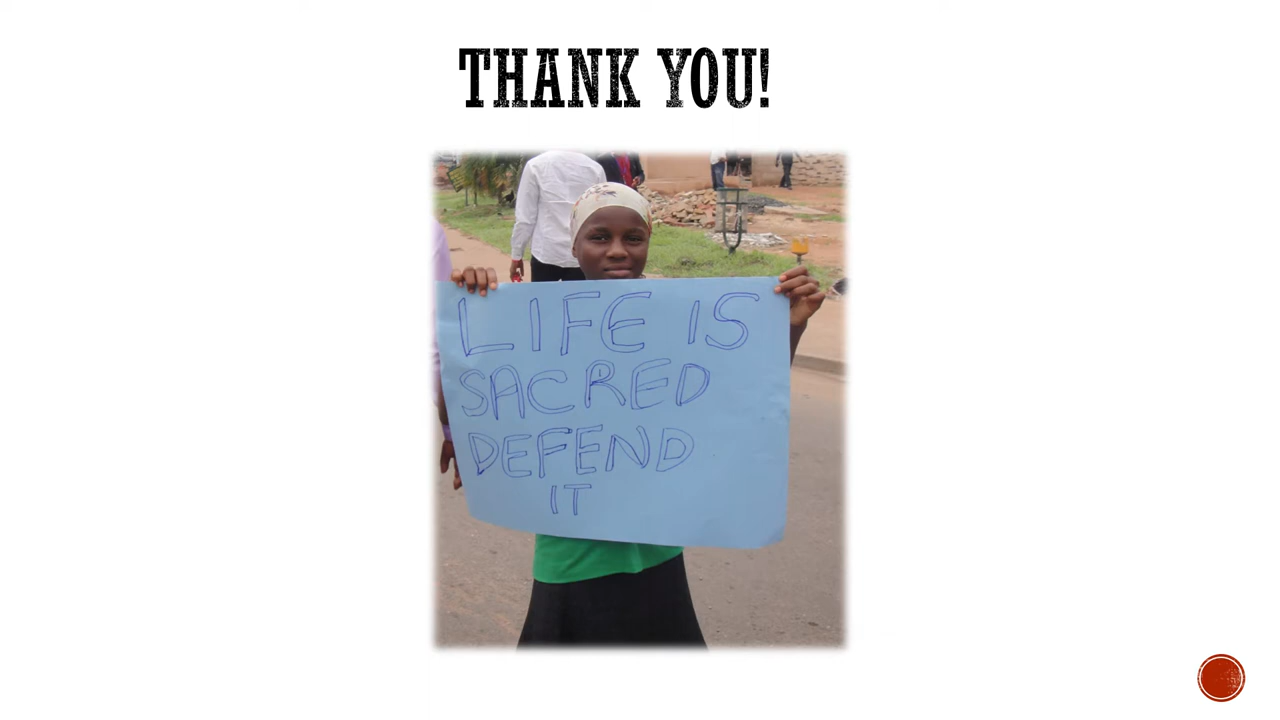 THANK YOU!
LIFE IS
SACRED
DEFEND
IT